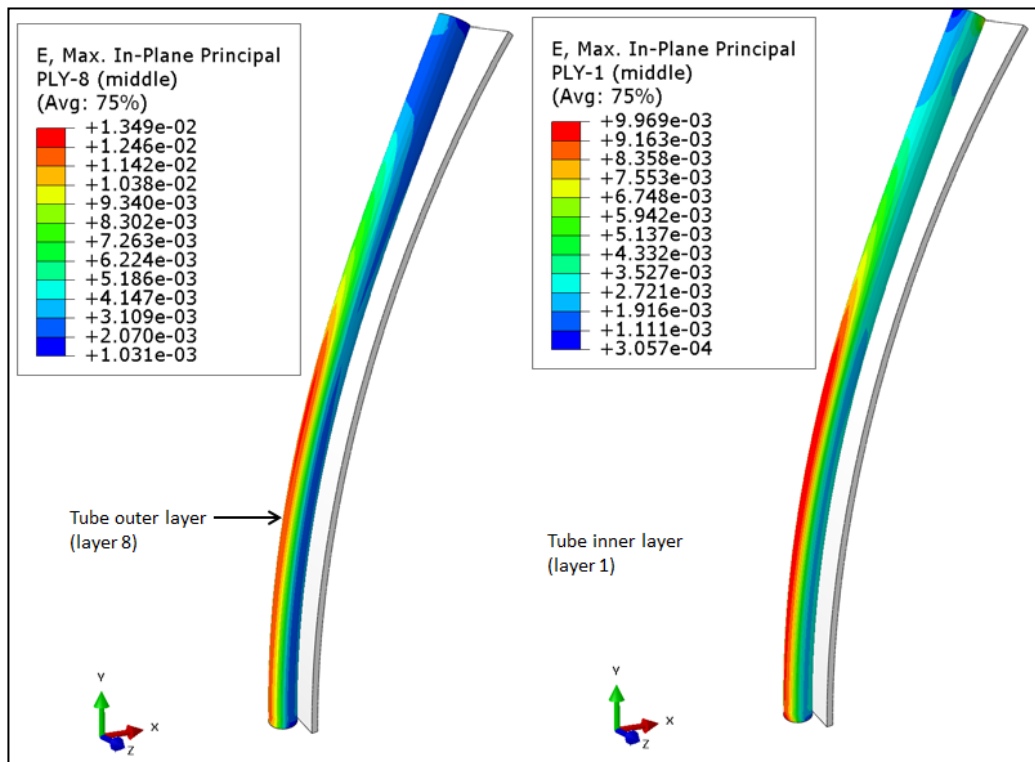 E, Max. In-Plane Principal
PLY-8 (middle)
(Avg: 75%)
+1.349e-02
+1.246e-02
+1.142e-02
+1.038e-02
+9.340e-03
+8.302e-03
+7.263e-03
+6.224e-03
+5.186e-03
+4.147e-03
+3.109e-03
+2.070e-03
+1.031e-03
Tube outer layer
(layer 8)
Y
X
Z
E, Max. In-Plane Principal
PLY-1 (middle)
(Avg: 75%)
+9.969e-03
+9.163e-03
+8.358e-03
+7.553e-03
+6.748e-03
+5.942e-03
+5.137e-03
+4.332e-03
+3.527e-03
+2.721e-03
+1.916e-03
+1.111e-03
+3.057e-04
Tube inner layer
(layer 1)
Y
X
Z